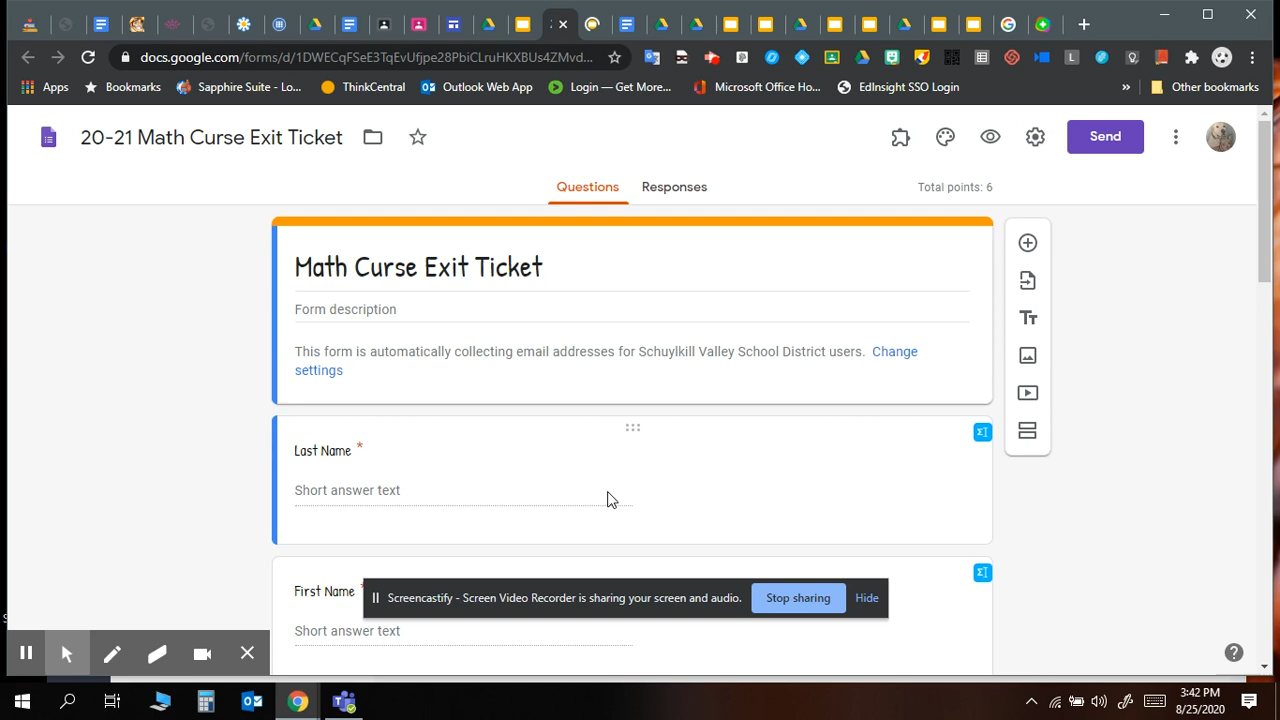 docs.google.com/forms/d/1DWECqFSeE3TqEvUfjpe28PbiCLruHKXBUs4ZMvd...
Apps
Bookmarks
Sapphire Suite - Lo...
ThinkCentral
Outlook Web App
Login — Get More...
Microsoft Office Ho...
EdInsight SSO Login
»
Other bookmarks
20-21 Math Curse Exit Ticket
Send
Questions
Responses
Total points: 6
Math Curse Exit Ticket
Form description
This form is automatically collecting email addresses for Schuylkill Valley School District users. Change
settings
Last Name *
Short answer text
First Name *
Screencastify - Screen Video Recorder is sharing your screen and audio.
Stop sharing
Hide
Short answer text
3:42 PM
8/25/2020